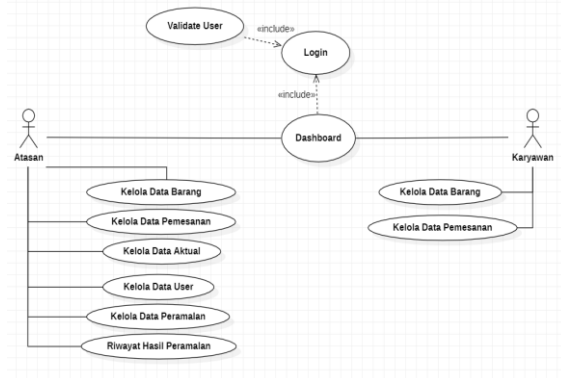 Validate User
«include»
Login
«include»
Dashboard
Atasan
Karyawan
Kelola Data Barang
Kelola Data Pemesanan
Kelola Data Aktual
Kelola Data User
Kelola Data Peramalan
Riwayat Hasil Peramalan
Kelola Data Barang
Kelola Data Pemesanan